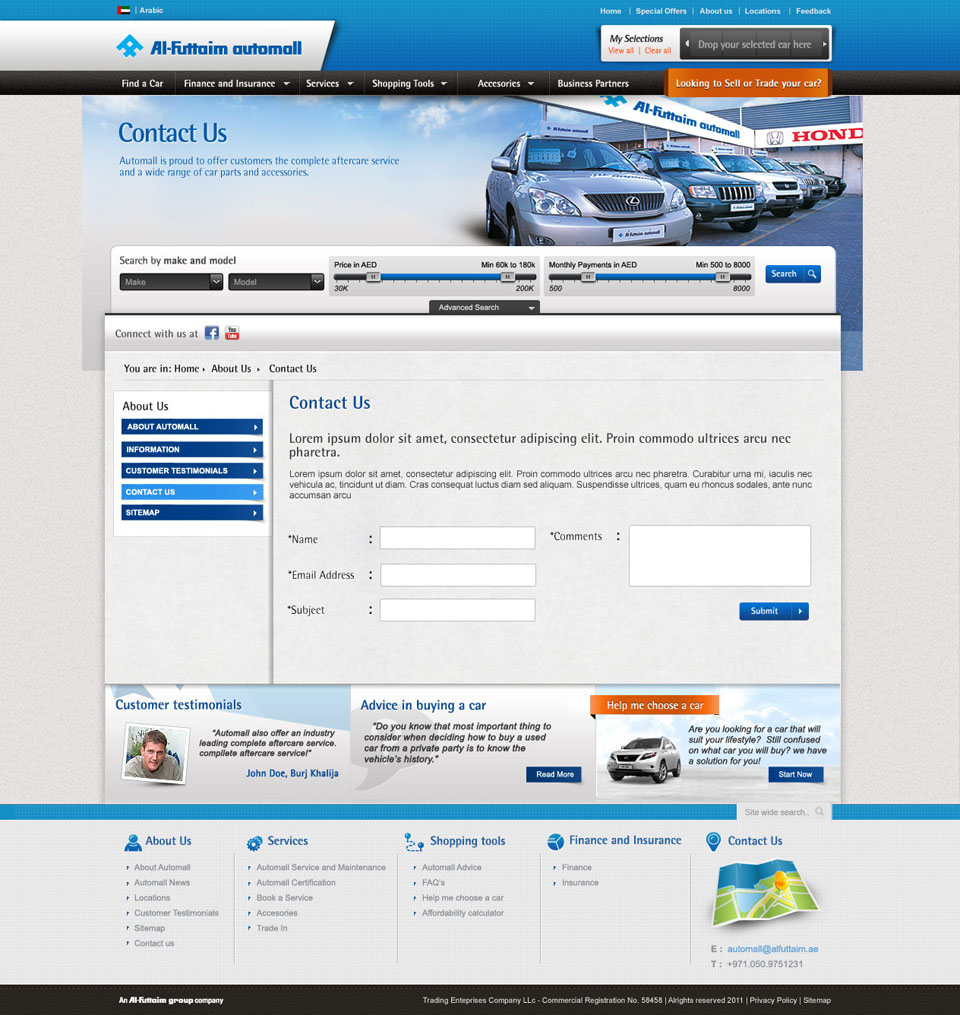 Arabic
Home | Special Offers | About us | Locations | Feedback
Al-Futtaim automall
My Selections
View all | Clear all
Drop your selected car here
Find a Car
Finance and Insurance
Services
Shopping Tools
Accesories
Business Partners
Looking to Sell or Trade your car?
Contact Us
Automall is proud to offer customers the complete aftercare service
and a wide range of car parts and accessories.
Al-Futtaim automall
HOND
Al-Futtaim automall
Search by make and model
Make
Model
Price in AED
Min 60k to 180k
30K
200K
Monthly Payments in AED
Min 500 to 8000
500
8000
Search
Advanced Search
Connect with us at
You Tube
You are in: Home › About Us › Contact Us
About Us
ABOUT AUTOMALL
INFORMATION
CUSTOMER TESTIMONIALS
CONTACT US
SITEMAP
Contact Us
Lorem ipsum dolor sit amet, consectetur adipiscing elit. Proin commodo ultrices arcu nec
pharetra.
Lorem ipsum dolor sit amet, consectetur adipiscing elit. Proin commodo ultrices arcu nec pharetra. Curabitur urna mi, iaculis nec
vehicula ac, tincidunt ut diam. Cras consequat luctus diam sed aliquam. Suspendisse ultrices, quam eu rhoncus sodales, ante nunc
accumsan arcu
*Name :
*Email Address :
*Subject :
*Comments :
Submit
Customer testimonials
"Automall also offer an industry
leading complete aftercare service.
complete aftercare service!"
John Doe, Burj Khalija
Advice in buying a car
"Do you know that most important thing to
consider when deciding how to buy a used
car from a private party is to know the
vehicle's history."
Read More
Help me choose a car
Are you looking for a car that will
suit your lifestyle? Still confused
on what car you will buy? we have
a solution for you!
Start Now
Site wide search..
About Us
About Automall
Automall News
Locations
Customer Testimonials
Sitemap
Contact us
Services
Automall Service and Maintenance
Automall Certification
Book a Service
Accesories
Trade In
Shopping tools
Automall Advice
FAQ's
Help me choose a car
Affordability calculator
Finance and Insurance
Finance
Insurance
Contact Us
E : automall@alfuttaim.ae
T : +971.050.9751231
An Al-Futtaim group company
Trading Enteprises Company LLc - Commercial Registration No. 58458 | Alrights reserved 2011 | Privacy Policy | Sitemap